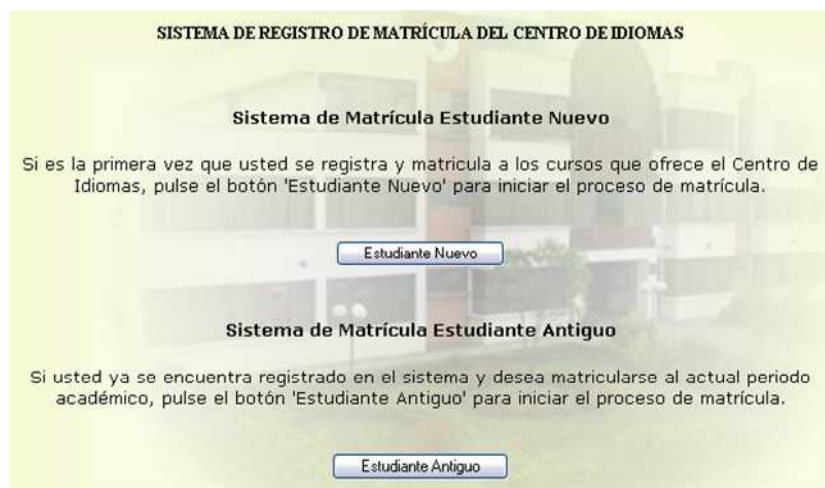 SISTEMA DE REGISTRO DE MATRÍCULA DEL CENTRO DE IDIOMAS
Sistema de Matrícula Estudiante Nuevo
Si es la primera vez que usted se registra y matricula a los cursos que ofrece el Centro de
Idiomas, pulse el botón 'Estudiante Nuevo' para iniciar el proceso de matrícula.
Estudiante Nuevo
Sistema de Matrícula Estudiante Antiguo
Si usted ya se encuentra registrado en el sistema y desea matricularse al actual periodo
académico, pulse el botón 'Estudiante Antiguo' para iniciar el proceso de matrícula.
Estudiante Antiguo